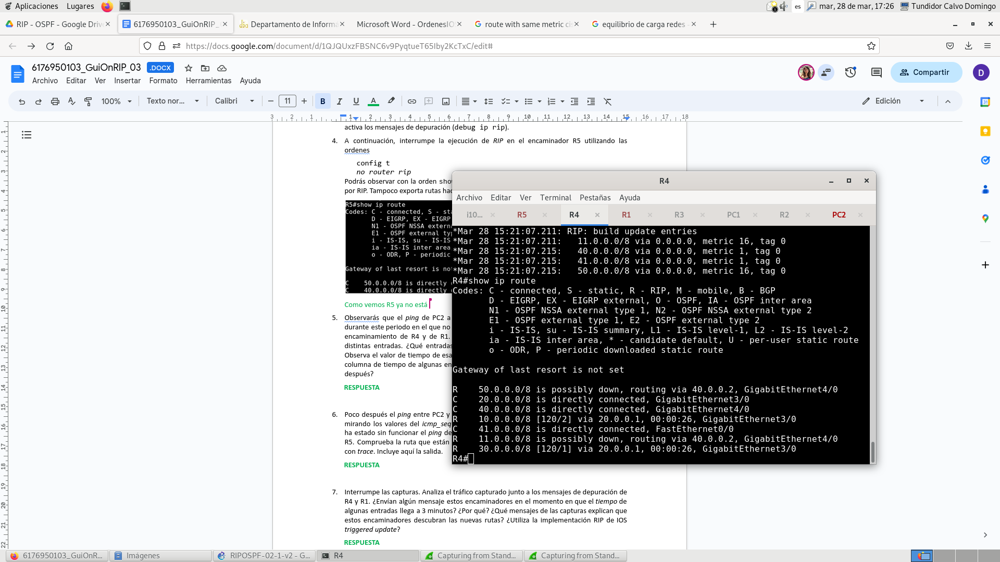 Aplicaciones Lugares es mar, 28 de mar, 17:26 Tundidor Calvo Domingo
RIP - OSPF - Google Driv 6176950103_GuiOnRIP_ Departamento de Informa Microsoft Word - OrdenesIO route with same metric cis equilibrio de carga redes -
https://docs.google.com/document/d/1QJQUxzFBSNC6v9PyqtueT65Iby2KcTxC/edit#
6176950103_GuiOnRIP_03 .DOCX
Compartir D
Archivo Editar Ver Insertar Formato Herramientas Ayuda
100% Texto nor... Calibri 11 B I U A Edición
3 2 1 1 2 3 4 5 6 7 8 9 10 11 12 13 14 15 16 17 18
activa los mensajes de depuración (debug ip rip).
4. A continuación, interrumpe la ejecución de RIP en el encaminador R5 utilizando las
ordenes
config t
no router rip
Podrás observar con la orden sho
por RIP. Tampoco exporta rutas hac
R5#show ip route
Codes: C - connected, S - sta
D - EIGRP, EX - EIGRP
N1 - OSPF NSSA externa
E1 - OSPF external typ
i - IS-IS, su - IS-IS
ia - IS-IS inter area
o - ODR, P - periodic
Gateway of last resort is not
C 50.0.0.0/8 is directly c
C 40.0.0.0/8 is directly c
Como vemos R5 ya no está
5. Observarás que el ping de PC2 a
durante este periodo en el que no
encaminamiento de R4 y de R1.
distintas entradas. ¿Qué entradas
Observa el valor de tiempo de esa
columna de tiempo de algunas en
después?
RESPUESTA
6. Poco después el ping entre PC2 y
mirando los valores del icmp_seq
ha estado sin funcionar el ping de
R5. Comprueba la ruta que están
con trace. Incluye aquí la salida.
RESPUESTA
7. Interrumpe las capturas. Analiza el tráfico capturado junto a los mensajes de depuración de
R4 y R1. ¿Envían algún mensaje estos encaminadores en el momento en que el tiempo de
algunas entradas llega a 3 minutos? ¿Por qué? ¿Qué mensajes de las capturas explican que
estos encaminadores descubran las nuevas rutas? ¿Utiliza la implementación RIP de IOS
triggered update?
RESPUESTA
R4
Archivo Editar Ver Terminal Pestañas Ayuda
i10... R5 R4 R1 R3 PC1 R2 PC2
*Mar 28 15:21:07.211: RIP: build update entries
*Mar 28 15:21:07.211: 11.0.0.0/8 via 0.0.0.0, metric 16, tag 0
*Mar 28 15:21:07.215: 40.0.0.0/8 via 0.0.0.0, metric 1, tag 0
*Mar 28 15:21:07.215: 41.0.0.0/8 via 0.0.0.0, metric 1, tag 0
*Mar 28 15:21:07.215: 50.0.0.0/8 via 0.0.0.0, metric 16, tag 0
R4#show ip route
Codes: C - connected, S - static, R - RIP, M - mobile, B - BGP
D - EIGRP, EX - EIGRP external, O - OSPF, IA - OSPF inter area
N1 - OSPF NSSA external type 1, N2 - OSPF NSSA external type 2
E1 - OSPF external type 1, E2 - OSPF external type 2
i - IS-IS, su - IS-IS summary, L1 - IS-IS level-1, L2 - IS-IS level-2
ia - IS-IS inter area, * - candidate default, U - per-user static route
o - ODR, P - periodic downloaded static route
Gateway of last resort is not set
R 50.0.0.0/8 is possibly down, routing via 40.0.0.2, GigabitEthernet4/0
C 20.0.0.0/8 is directly connected, GigabitEthernet3/0
C 40.0.0.0/8 is directly connected, GigabitEthernet4/0
R 10.0.0.0/8 [120/2] via 20.0.0.1, 00:00:26, GigabitEthernet3/0
C 41.0.0.0/8 is directly connected, FastEthernet0/0
R 11.0.0.0/8 is possibly down, routing via 40.0.0.2, GigabitEthernet4/0
R 30.0.0.0/8 [120/1] via 20.0.0.1, 00:00:26, GigabitEthernet3/0
R4#
6176950103_GuiOnR... Imágenes RIPOSPF-02-1-v2 - G... R4 Capturing from Stand... Capturing from Stand...